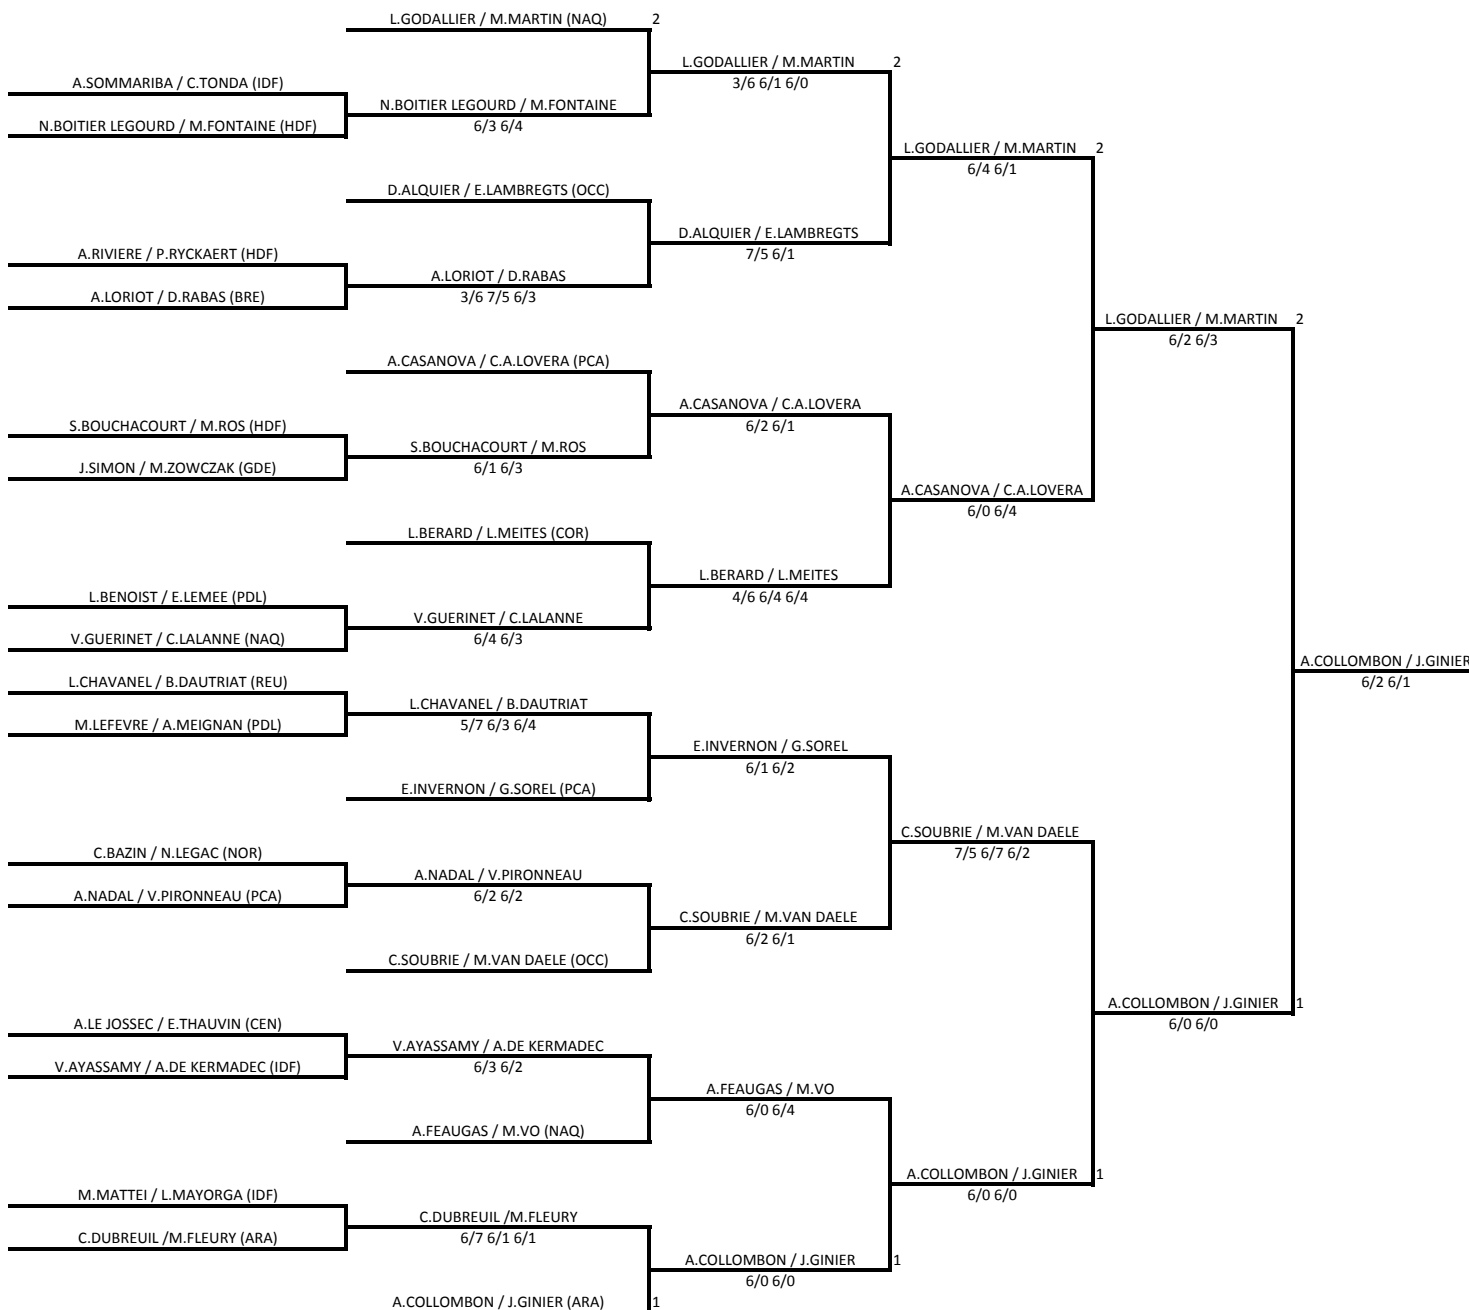 L.GODALLIER / M.MARTIN (NAQ) 2
L.GODALLIER / M.MARTIN 2
A.SOMMARIBA / C.TONDA (IDF)
3/6 6/1 6/0
N.BOITIER LEGOURD / M.FONTAINE
N.BOITIER LEGOURD / M.FONTAINE (HDF)
6/3 6/4
L.GODALLIER / M.MARTIN 2
6/4 6/1
D.ALQUIER / E.LAMBREGTS (OCC)
D.ALQUIER / E.LAMBREGTS
A.RIVIERE / P.RYCKAERT (HDF)
7/5 6/1
A.LORIOT / D.RABAS
A.LORIOT / D.RABAS (BRE)
3/6 7/5 6/3
L.GODALLIER / M.MARTIN 2
6/2 6/3
A.CASANOVA / C.A.LOVERA (PCA)
A.CASANOVA / C.A.LOVERA
S.BOUCHACOURT / M.ROS (HDF)
6/2 6/1
S.BOUCHACOURT / M.ROS
J.SIMON / M.ZOWCZAK (GDE)
6/1 6/3
A.CASANOVA / C.A.LOVERA
6/0 6/4
L.BERARD / L.MEITES (COR)
L.BERARD / L.MEITES
L.BENOIST / E.LEMEE (PDL)
4/6 6/4 6/4
V.GUERINET / C.LALANNE
V.GUERINET / C.LALANNE (NAQ)
6/4 6/3
A.COLLOMBON / J.GINIER
6/2 6/1
L.CHAVANEL / B.DAUTRIAT (REU)
L.CHAVANEL / B.DAUTRIAT
M.LEFEVRE / A.MEIGNAN (PDL)
5/7 6/3 6/4
E.INVERNON / G.SOREL
6/1 6/2
E.INVERNON / G.SOREL (PCA)
C.SOUBRIE / M.VAN DAELE
7/5 6/7 6/2
C.BAZIN / N.LEGAC (NOR)
A.NADAL / V.PIRONNEAU
A.NADAL / V.PIRONNEAU (PCA)
6/2 6/2
C.SOUBRIE / M.VAN DAELE
6/2 6/1
C.SOUBRIE / M.VAN DAELE (OCC)
A.COLLOMBON / J.GINIER 1
6/0 6/0
A.LE JOSSEC / E.THAUVIN (CEN)
V.AYASSAMY / A.DE KERMADEC
V.AYASSAMY / A.DE KERMADEC (IDF)
6/3 6/2
A.FEAUGAS / M.VO
6/0 6/4
A.FEAUGAS / M.VO (NAQ)
A.COLLOMBON / J.GINIER 1
6/0 6/0
M.MATTEI / L.MAYORGA (IDF)
C.DUBREUIL /M.FLEURY
C.DUBREUIL /M.FLEURY (ARA)
6/7 6/1 6/1
A.COLLOMBON / J.GINIER 1
6/0 6/0
A.COLLOMBON / J.GINIER (ARA) 1